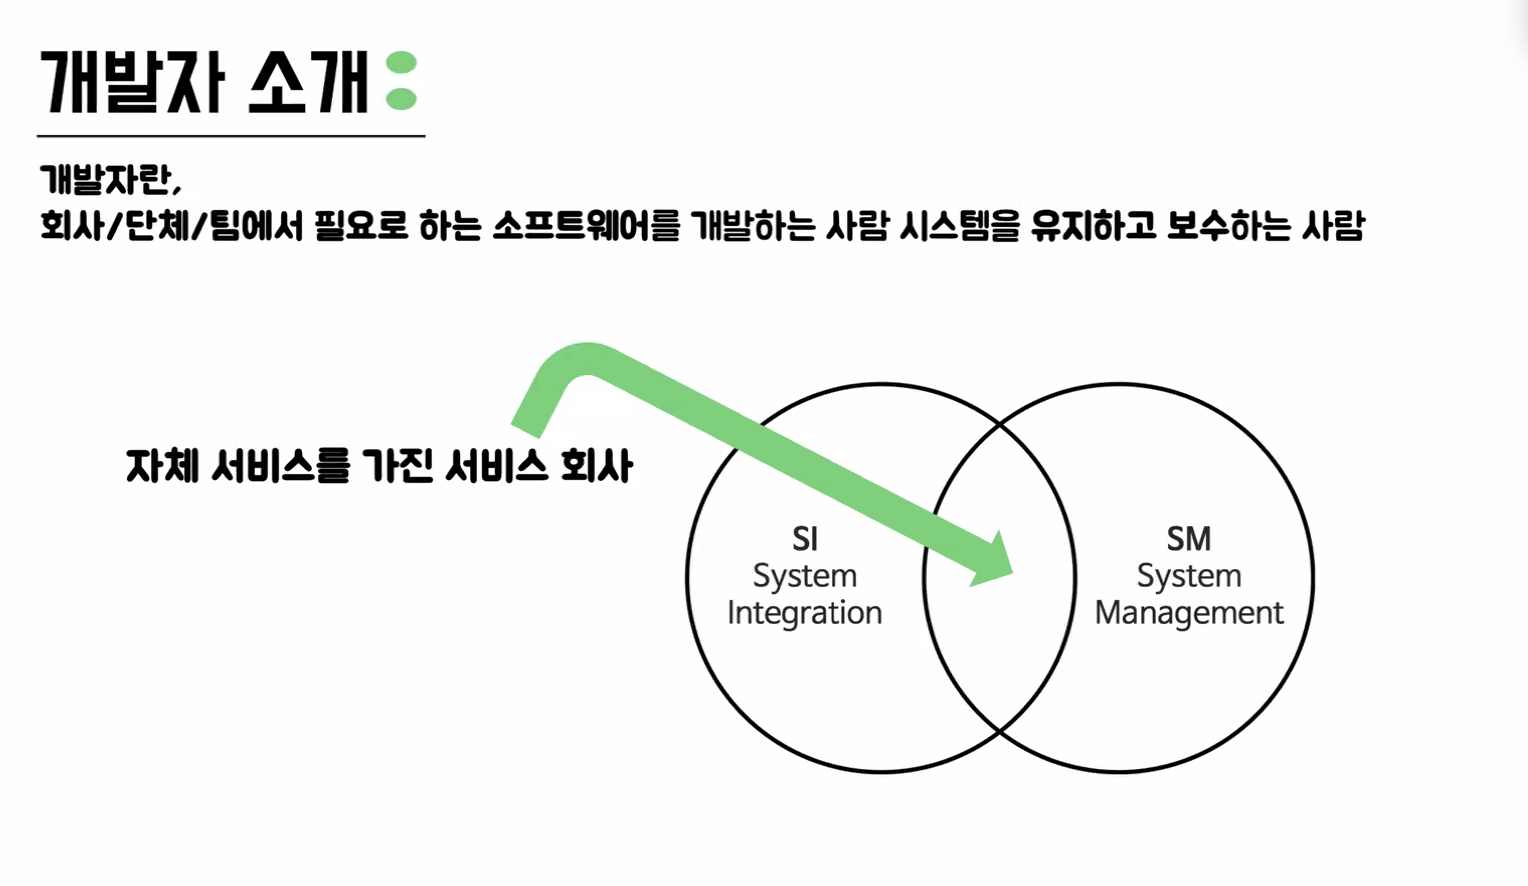 개발자 소개:
개발자란,
회사/단체/팀에서 필요로 하는 소프트웨어를 개발하는 사람 시스템을 유지하고 보수하는 사람
자체 서비스를 가진 서비스 회사
SI
System
Integration
SM
System
Management